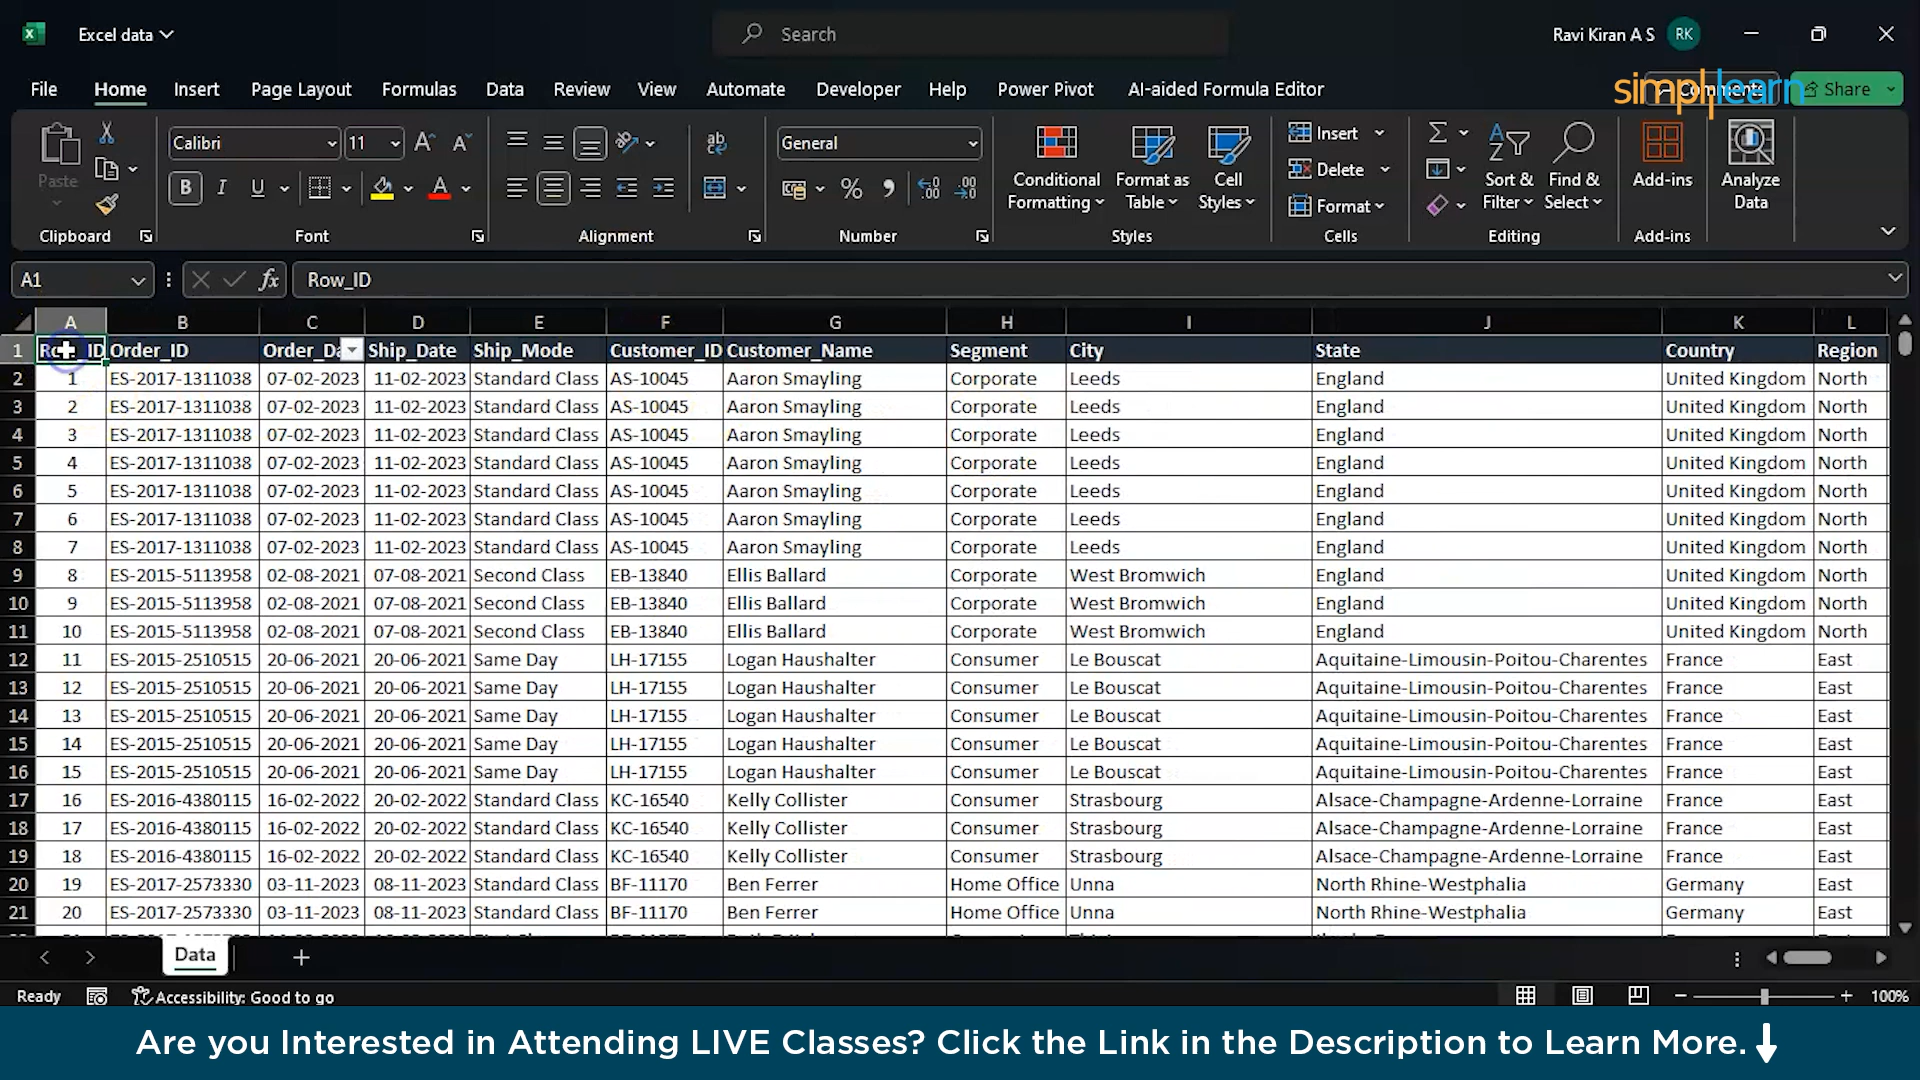 Excel data
Search
Ravi Kiran A S
RK
File Home Insert Page Layout Formulas Data Review View Automate Developer Help Power Pivot AI-aided Formula Editor
Comments
simplilearn
Share
Paste
Calibri
11
General
Conditional Formatting
Format as Table
Cell Styles
Insert
Delete
Format
Sort & Filter
Find & Select
Add-ins
Analyze Data
Clipboard Font Alignment Number Styles Cells Editing Add-ins
A1
fx
Row_ID
A B C D E F G H I J K L
1 Row_ID Order_ID Order_Da Ship_Date Ship_Mode Customer_ID Customer_Name Segment City State Country Region
2 1 ES-2017-1311038 07-02-2023 11-02-2023 Standard Class AS-10045 Aaron Smayling Corporate Leeds England United Kingdom North
3 2 ES-2017-1311038 07-02-2023 11-02-2023 Standard Class AS-10045 Aaron Smayling Corporate Leeds England United Kingdom North
4 3 ES-2017-1311038 07-02-2023 11-02-2023 Standard Class AS-10045 Aaron Smayling Corporate Leeds England United Kingdom North
5 4 ES-2017-1311038 07-02-2023 11-02-2023 Standard Class AS-10045 Aaron Smayling Corporate Leeds England United Kingdom North
6 5 ES-2017-1311038 07-02-2023 11-02-2023 Standard Class AS-10045 Aaron Smayling Corporate Leeds England United Kingdom North
7 6 ES-2017-1311038 07-02-2023 11-02-2023 Standard Class AS-10045 Aaron Smayling Corporate Leeds England United Kingdom North
8 7 ES-2017-1311038 07-02-2023 11-02-2023 Standard Class AS-10045 Aaron Smayling Corporate Leeds England United Kingdom North
9 8 ES-2015-5113958 02-08-2021 07-08-2021 Second Class EB-13840 Ellis Ballard Corporate West Bromwich England United Kingdom North
10 9 ES-2015-5113958 02-08-2021 07-08-2021 Second Class EB-13840 Ellis Ballard Corporate West Bromwich England United Kingdom North
11 10 ES-2015-5113958 02-08-2021 07-08-2021 Second Class EB-13840 Ellis Ballard Corporate West Bromwich England United Kingdom North
12 11 ES-2015-2510515 20-06-2021 20-06-2021 Same Day LH-17155 Logan Haushalter Consumer Le Bouscat Aquitaine-Limousin-Poitou-Charentes France East
13 12 ES-2015-2510515 20-06-2021 20-06-2021 Same Day LH-17155 Logan Haushalter Consumer Le Bouscat Aquitaine-Limousin-Poitou-Charentes France East
14 13 ES-2015-2510515 20-06-2021 20-06-2021 Same Day LH-17155 Logan Haushalter Consumer Le Bouscat Aquitaine-Limousin-Poitou-Charentes France East
15 14 ES-2015-2510515 20-06-2021 20-06-2021 Same Day LH-17155 Logan Haushalter Consumer Le Bouscat Aquitaine-Limousin-Poitou-Charentes France East
16 15 ES-2015-2510515 20-06-2021 20-06-2021 Same Day LH-17155 Logan Haushalter Consumer Le Bouscat Aquitaine-Limousin-Poitou-Charentes France East
17 16 ES-2016-4380115 16-02-2022 20-02-2022 Standard Class KC-16540 Kelly Collister Consumer Strasbourg Alsace-Champagne-Ardenne-Lorraine France East
18 17 ES-2016-4380115 16-02-2022 20-02-2022 Standard Class KC-16540 Kelly Collister Consumer Strasbourg Alsace-Champagne-Ardenne-Lorraine France East
19 18 ES-2016-4380115 16-02-2022 20-02-2022 Standard Class KC-16540 Kelly Collister Consumer Strasbourg Alsace-Champagne-Ardenne-Lorraine France East
20 19 ES-2017-2573330 03-11-2023 08-11-2023 Standard Class BF-11170 Ben Ferrer Home Office Unna North Rhine-Westphalia Germany East
21 20 ES-2017-2573330 03-11-2023 08-11-2023 Standard Class BF-11170 Ben Ferrer Home Office Unna North Rhine-Westphalia Germany East
Data
Ready
Accessibility: Good to go
100%
Are you Interested in Attending LIVE Classes? Click the Link in the Description to Learn More.